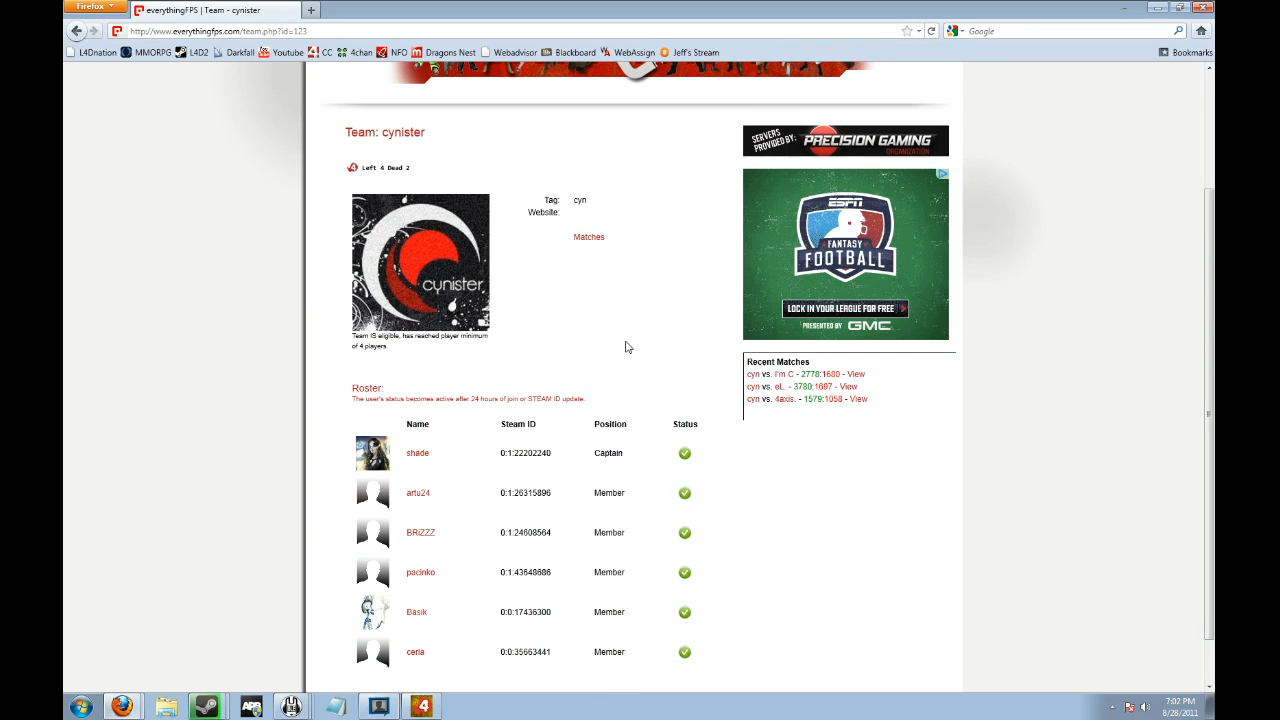 Firefox
everythingFPS | Team - cynister
http://www.everythingfps.com/team.php?id=123
Google
L4Dnation MMORPG L4D2 Darkfall Youtube CC 4chan NFO Dragons Nest Webadvisor Blackboard WebAssign Jeff's Stream Bookmarks
Team: cynister
SERVERS PROVIDED BY: PRECISION GAMING ORGANIZATION
Left 4 Dead 2
Tag: cyn
Website:
Matches
cynister
ESPN
FANTASY
FOOTBALL
LOCK IN YOUR LEAGUE FOR FREE
PRESENTED BY GMC
Team IS eligible, has reached player minimum
of 4 players.
Recent Matches
cyn vs. I'm C - 2778:1680 - View
cyn vs. eL. - 3780:1697 - View
cyn vs. 4axis. - 1579:1058 - View
Roster:
The user's status becomes active after 24 hours of join or STEAM ID update.
Name Steam ID Position Status
shade 0:1:22202240 Captain
artu24 0:1:26315896 Member
BRiZZZ 0:1:24608564 Member
pacinko 0:1:43648686 Member
Basik 0:0:17436300 Member
cerla 0:0:35663441 Member
APB
4
7:02 PM
8/28/2011